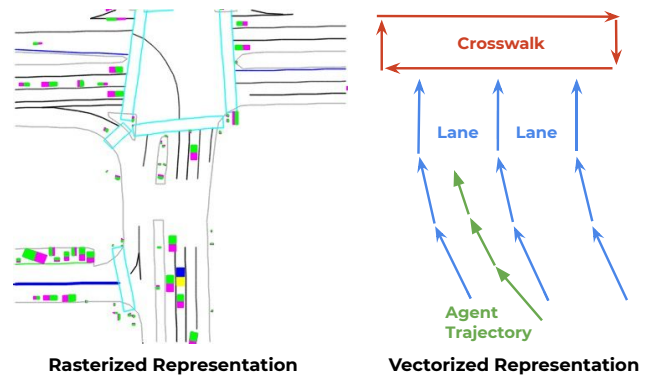 Crosswalk
Lane Lane
Agent
Trajectory
Rasterized Representation
Vectorized Representation